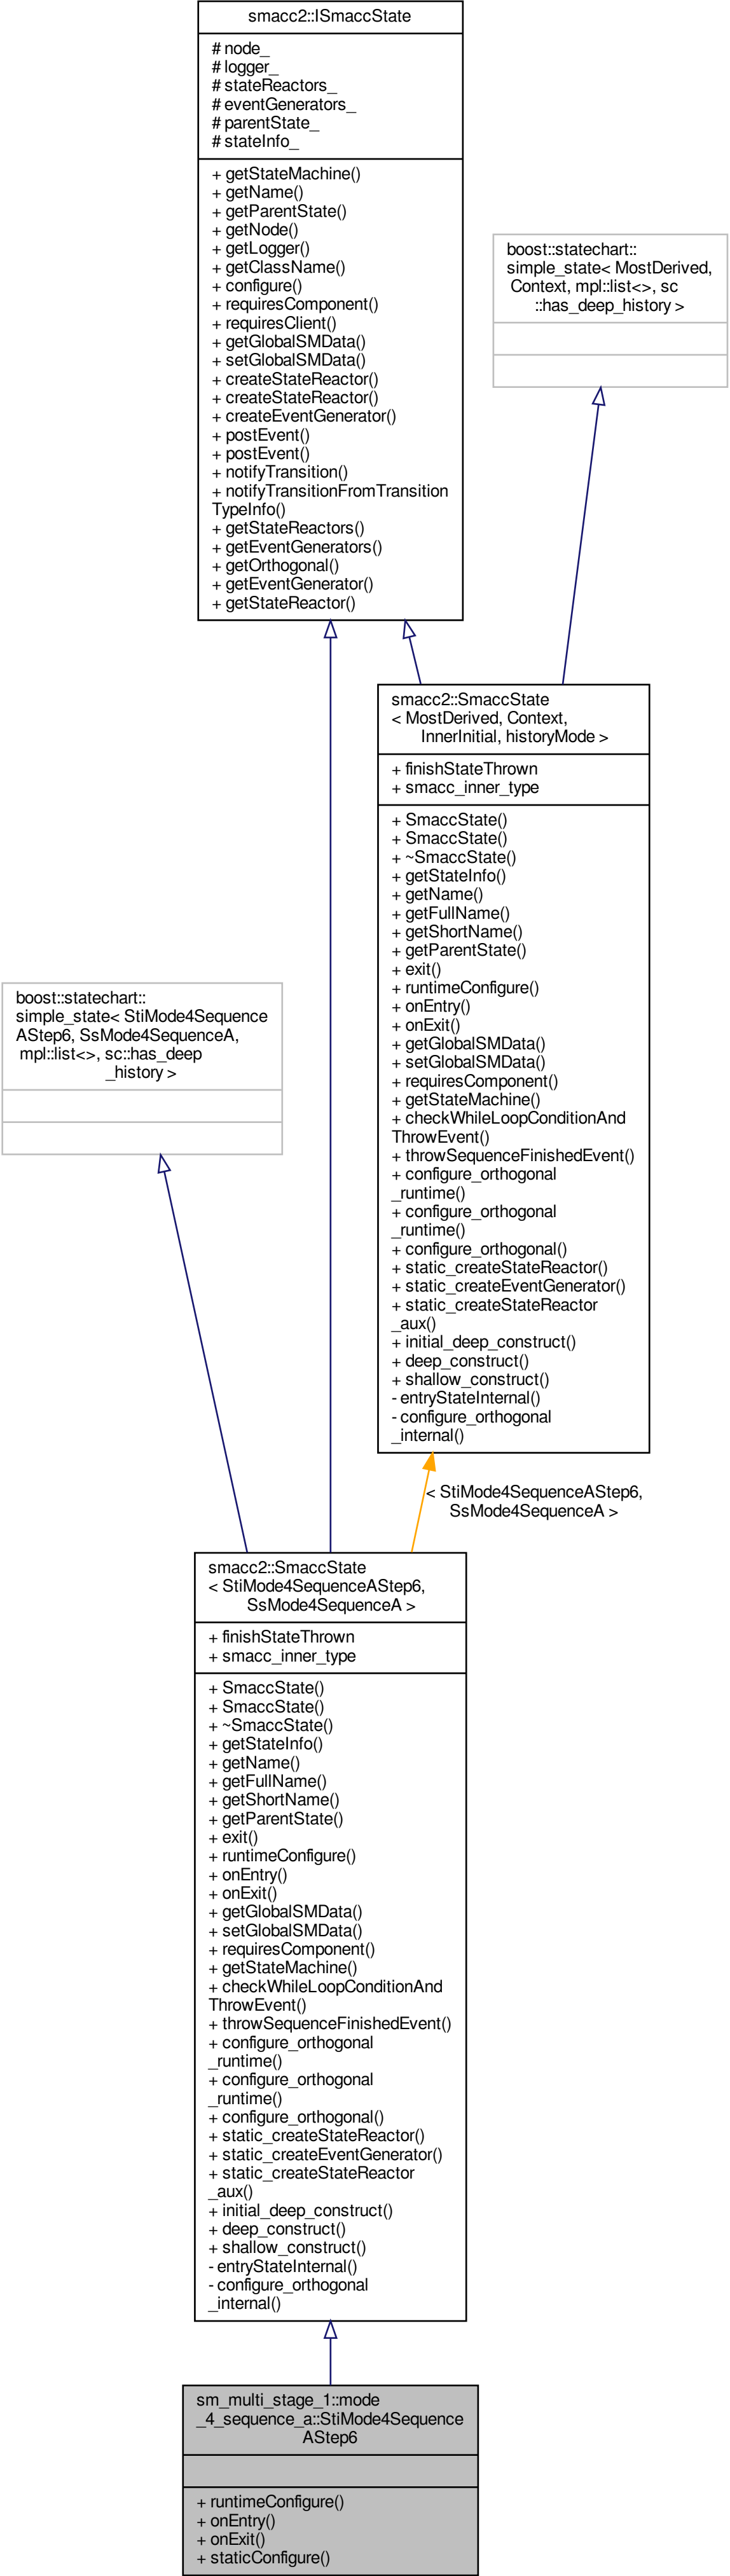 smacc2::ISmaccState
# node_
# logger_
# stateReactors_
# eventGenerators_
# parentState_
# stateInfo_
+ getStateMachine()
+ getName()
+ getParentState()
+ getNode()
+ getLogger()
+ getClassName()
+ configure()
+ requiresComponent()
+ requiresClient()
+ getGlobalSMData()
+ setGlobalSMData()
+ createStateReactor()
+ createStateReactor()
+ createEventGenerator()
+ postEvent()
+ postEvent()
+ notifyTransition()
+ notifyTransitionFromTransition
TypeInfo()
+ getStateReactors()
+ getEventGenerators()
+ getOrthogonal()
+ getEventGenerator()
+ getStateReactor()
boost::statechart::
simple_state< MostDerived,
Context, mpl::list<>, sc
::has_deep_history >
smacc2::SmaccState
< MostDerived, Context,
InnerInitial, historyMode >
+ finishStateThrown
+ smacc_inner_type
+ SmaccState()
+ SmaccState()
+ ~SmaccState()
+ getStateInfo()
+ getName()
+ getFullName()
+ getShortName()
+ getParentState()
+ exit()
+ runtimeConfigure()
+ onEntry()
+ onExit()
+ getGlobalSMData()
+ setGlobalSMData()
+ requiresComponent()
+ getStateMachine()
+ checkWhileLoopConditionAnd
ThrowEvent()
+ throwSequenceFinishedEvent()
+ configure_orthogonal
_runtime()
+ configure_orthogonal
_runtime()
+ configure_orthogonal()
+ static_createStateReactor()
+ static_createEventGenerator()
+ static_createStateReactor
_aux()
+ initial_deep_construct()
+ deep_construct()
+ shallow_construct()
- entryStateInternal()
- configure_orthogonal
_internal()
boost::statechart::
simple_state< StiMode4Sequence
AStep6, SsMode4SequenceA,
mpl::list<>, sc::has_deep
_history >
< StiMode4SequenceAStep6,
SsMode4SequenceA >
smacc2::SmaccState
< StiMode4SequenceAStep6,
SsMode4SequenceA >
+ finishStateThrown
+ smacc_inner_type
+ SmaccState()
+ SmaccState()
+ ~SmaccState()
+ getStateInfo()
+ getName()
+ getFullName()
+ getShortName()
+ getParentState()
+ exit()
+ runtimeConfigure()
+ onEntry()
+ onExit()
+ getGlobalSMData()
+ setGlobalSMData()
+ requiresComponent()
+ getStateMachine()
+ checkWhileLoopConditionAnd
ThrowEvent()
+ throwSequenceFinishedEvent()
+ configure_orthogonal
_runtime()
+ configure_orthogonal
_runtime()
+ configure_orthogonal()
+ static_createStateReactor()
+ static_createEventGenerator()
+ static_createStateReactor
_aux()
+ initial_deep_construct()
+ deep_construct()
+ shallow_construct()
- entryStateInternal()
- configure_orthogonal
_internal()
sm_multi_stage_1::mode
_4_sequence_a::StiMode4Sequence
AStep6
+ runtimeConfigure()
+ onEntry()
+ onExit()
+ staticConfigure()